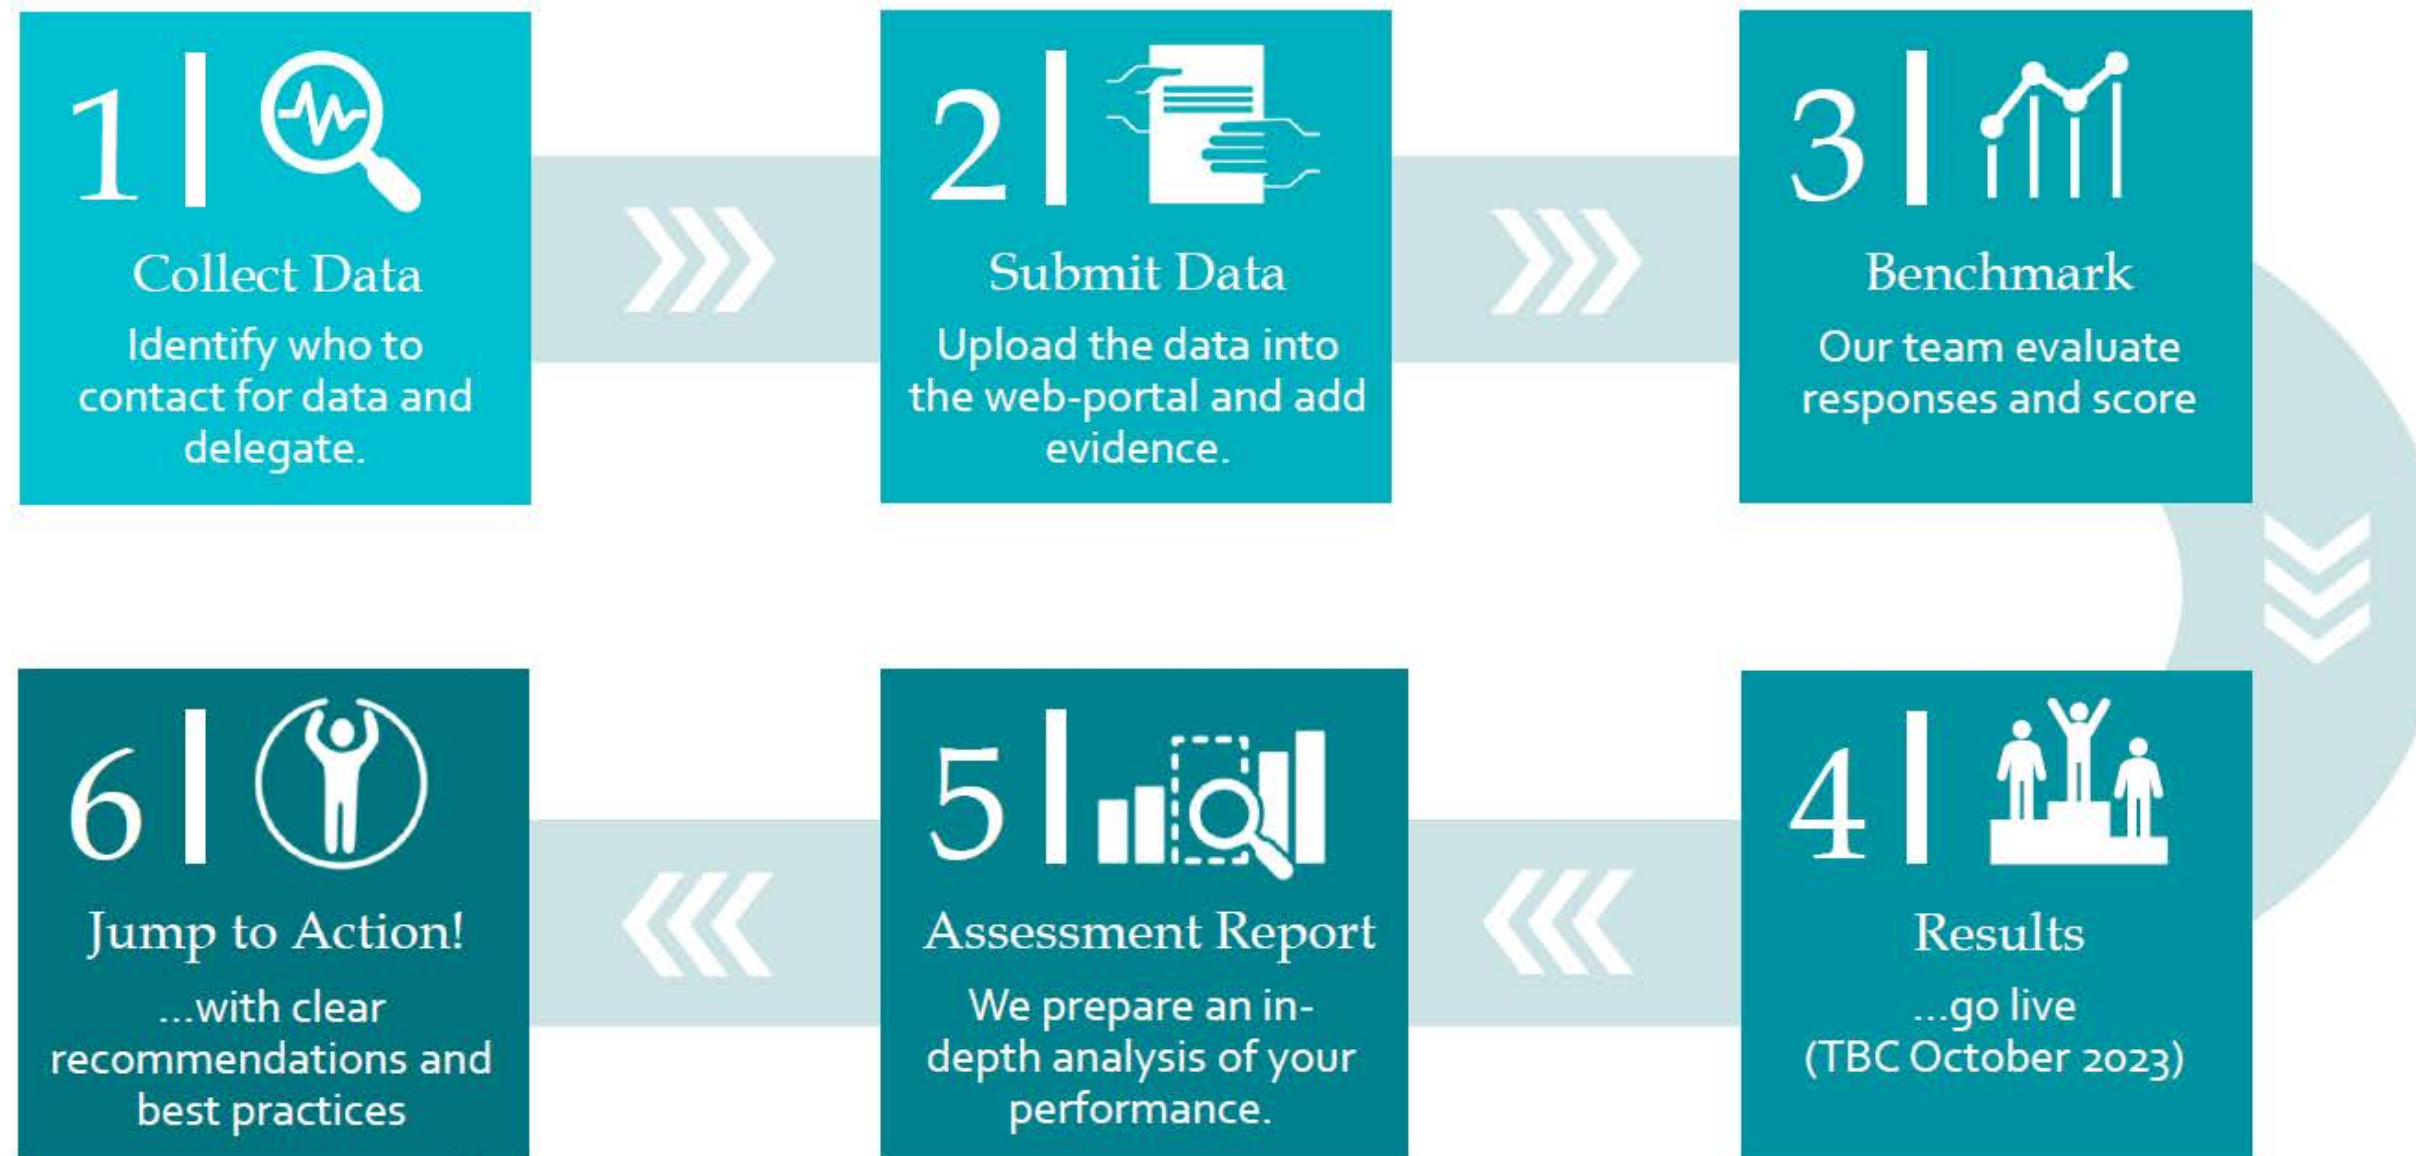 1
Collect Data
Identify who to
contact for data and
delegate.
2
Submit Data
Upload the data into
the web-portal and add
evidence.
3
Benchmark
Our team evaluate
responses and score
4
Results
...go live
(TBC October 2023)
5
Assessment Report
We prepare an in-
depth analysis of your
performance.
6
Jump to Action!
...with clear
recommendations and
best practices